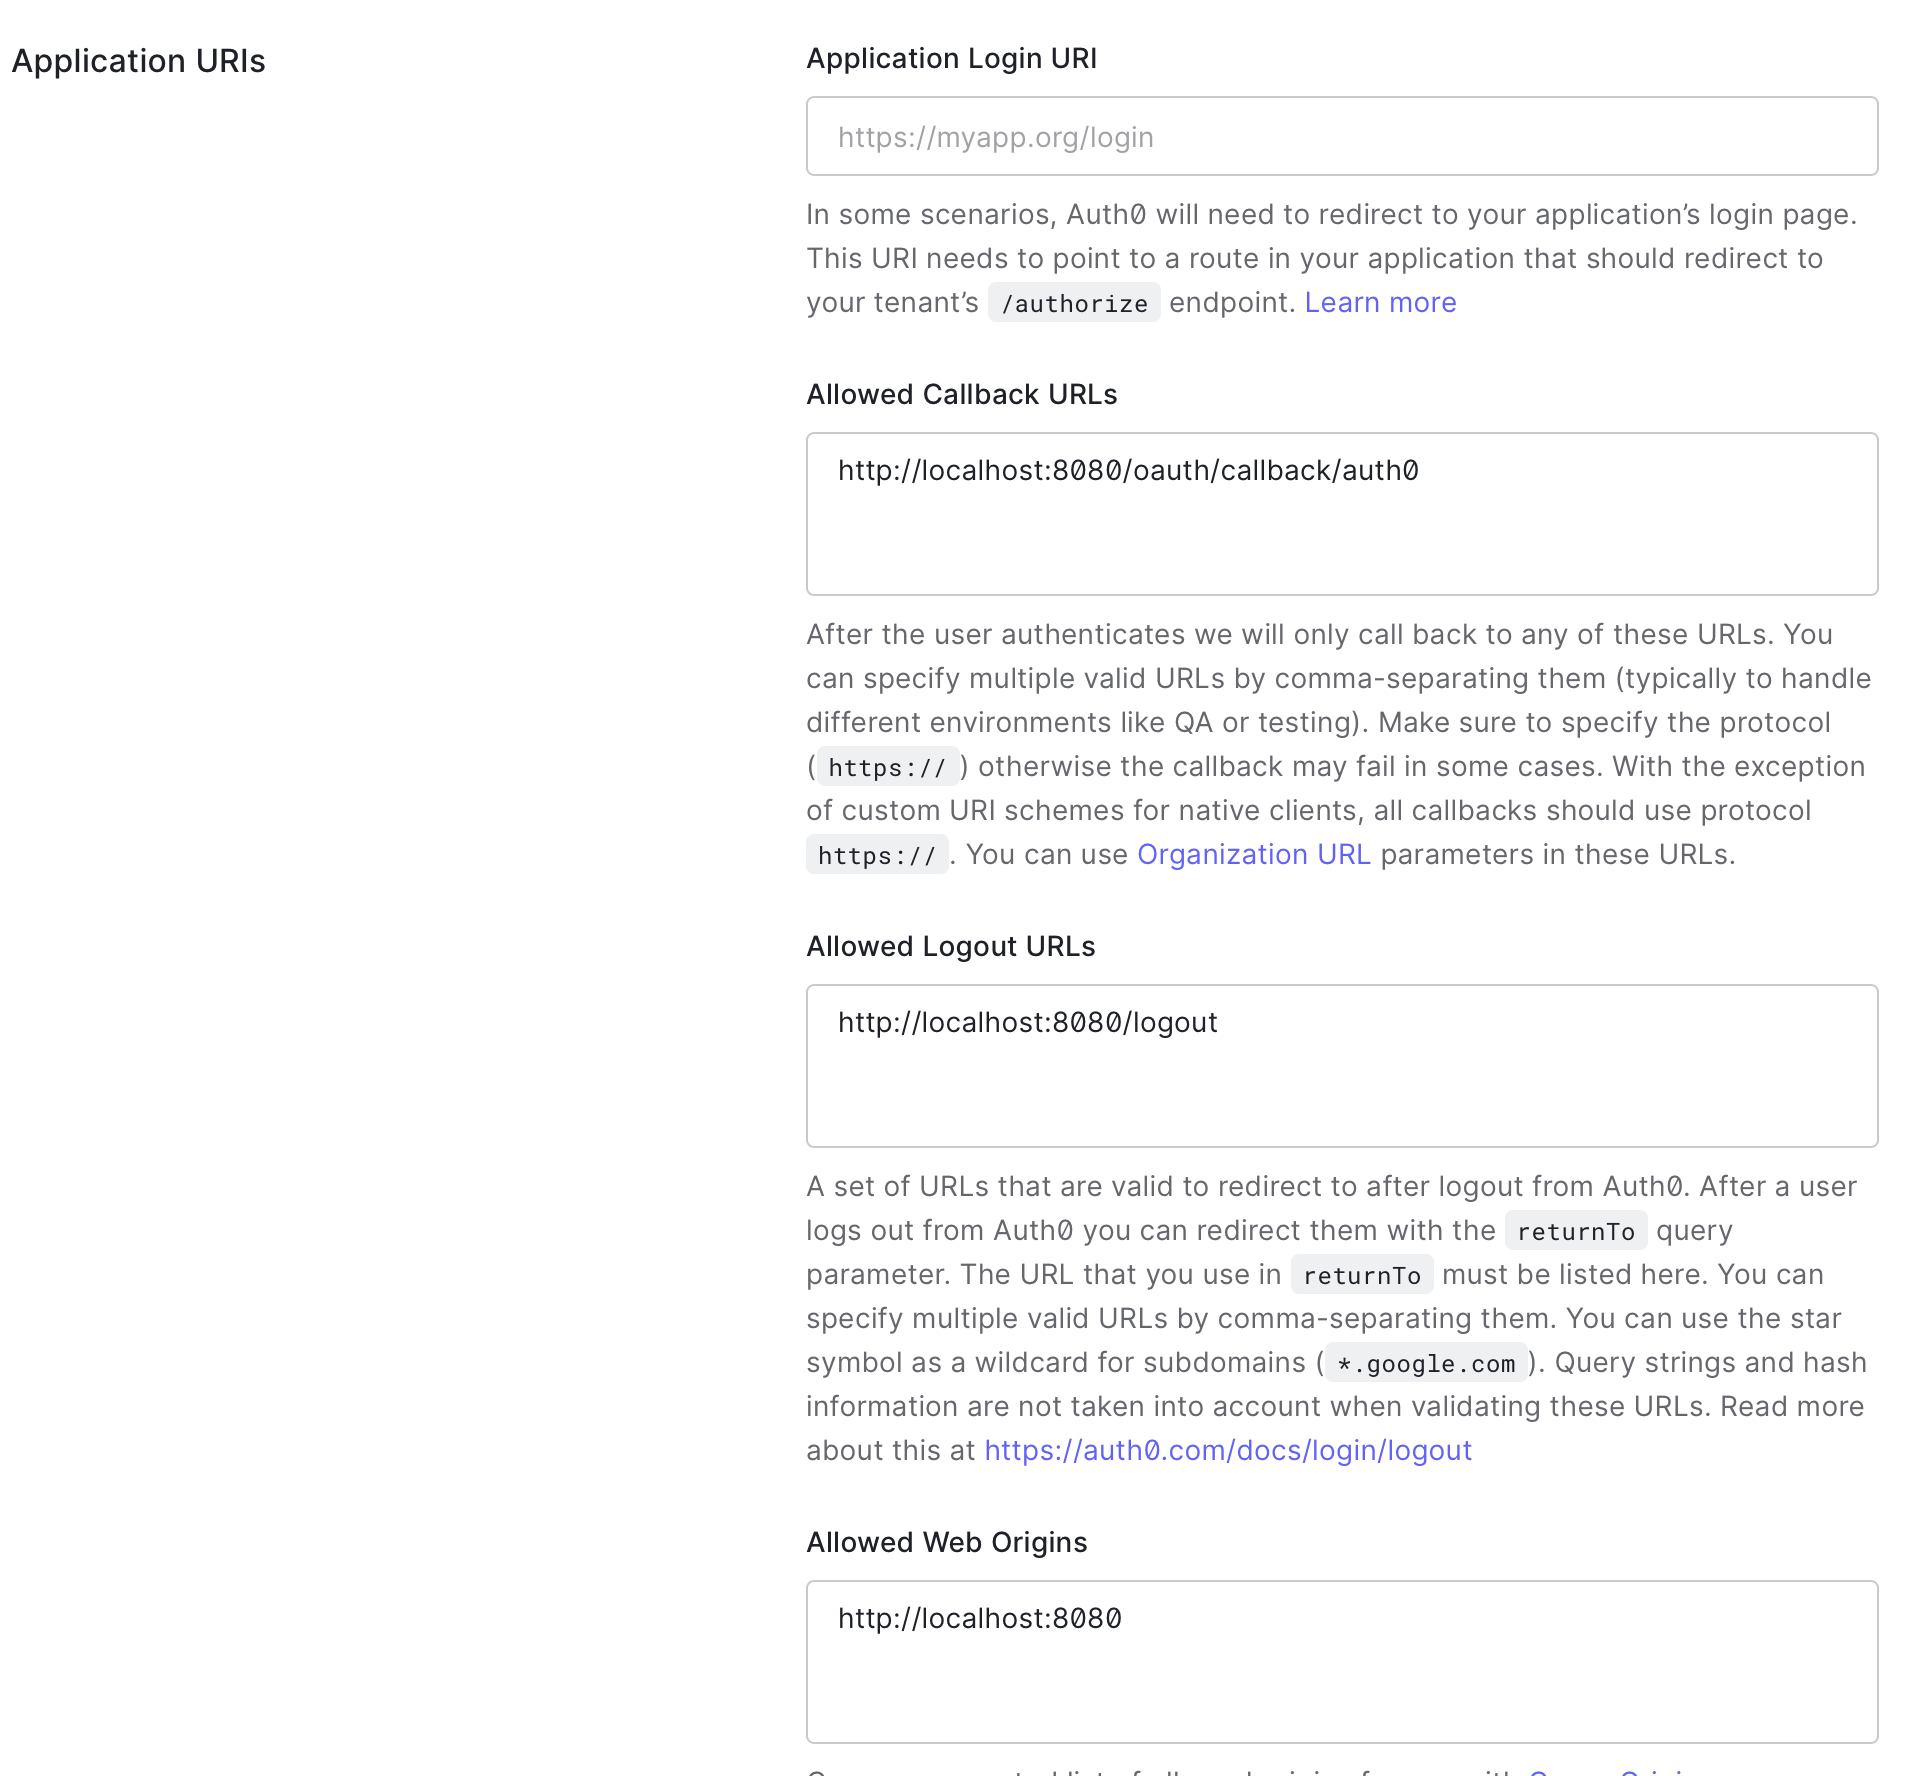 Application URIs
Application Login URI
https://myapp.org/login
In some scenarios, Auth0 will need to redirect to your application’s login page.
This URI needs to point to a route in your application that should redirect to
your tenant’s /authorize endpoint. Learn more
Allowed Callback URLs
http://localhost:8080/oauth/callback/auth0
After the user authenticates we will only call back to any of these URLs. You
can specify multiple valid URLs by comma-separating them (typically to handle
different environments like QA or testing). Make sure to specify the protocol
( https:// ) otherwise the callback may fail in some cases. With the exception
of custom URI schemes for native clients, all callbacks should use protocol
https:// . You can use Organization URL parameters in these URLs.
Allowed Logout URLs
http://localhost:8080/logout
A set of URLs that are valid to redirect to after logout from Auth0. After a user
logs out from Auth0 you can redirect them with the returnTo query
parameter. The URL that you use in returnTo must be listed here. You can
specify multiple valid URLs by comma-separating them. You can use the star
symbol as a wildcard for subdomains ( *.google.com ). Query strings and hash
information are not taken into account when validating these URLs. Read more
about this at https://auth0.com/docs/login/logout
Allowed Web Origins
http://localhost:8080